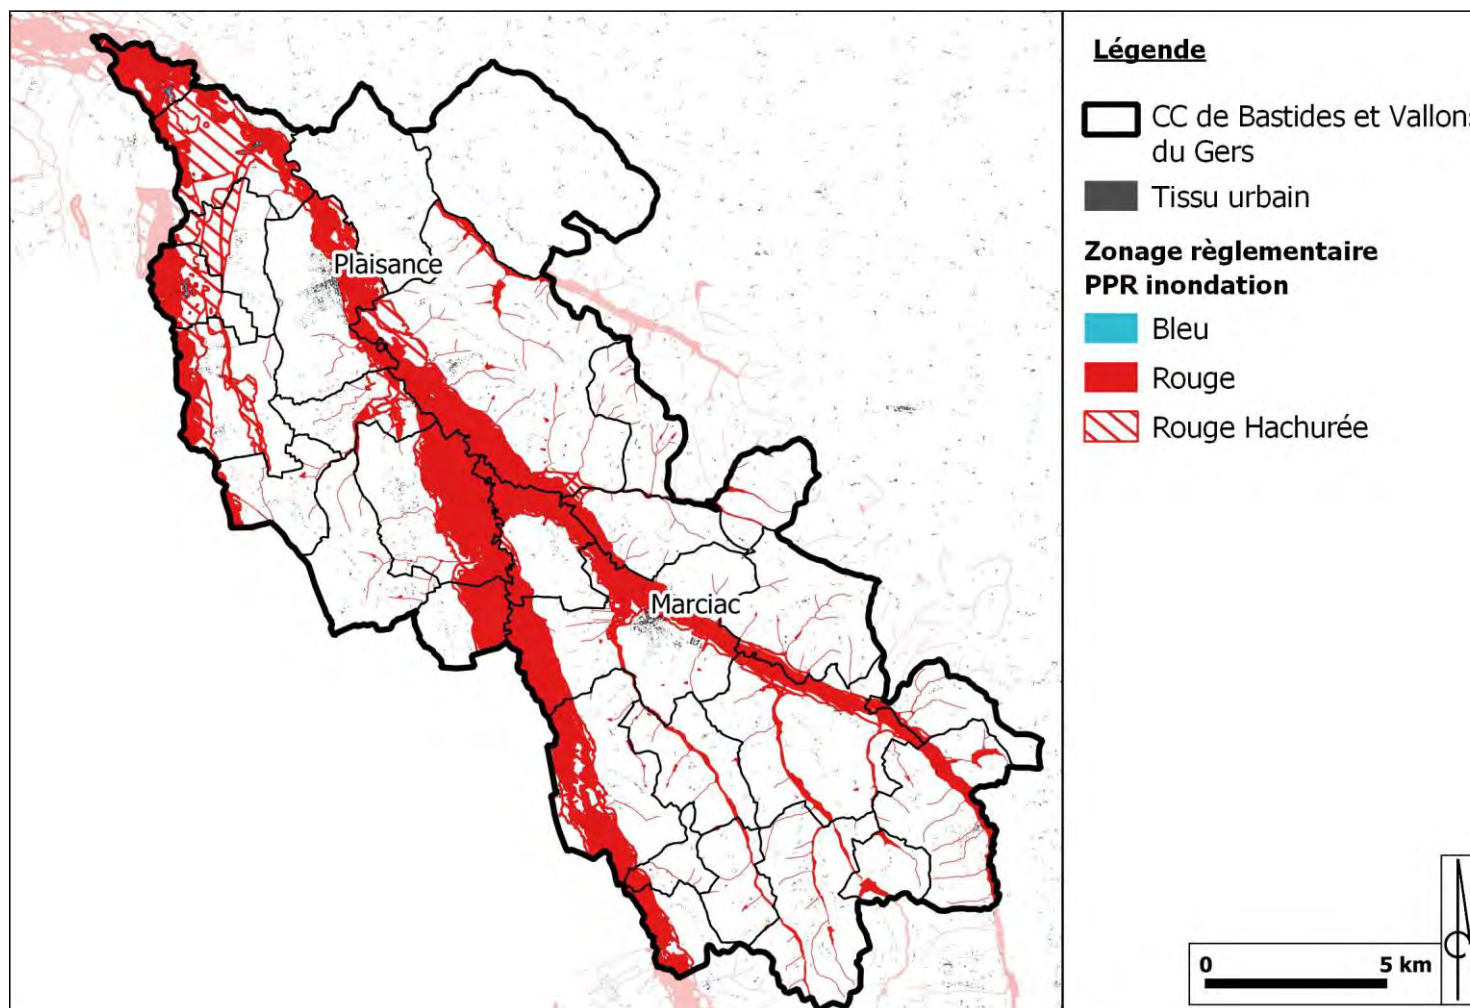 Légende
CC de Bastides et Vallons
du Gers
Tissu urbain
Zonage règlementaire
PPR inondation
Bleu
Rouge
Rouge Hachurée
Plaisance
Marciac
0 5 km